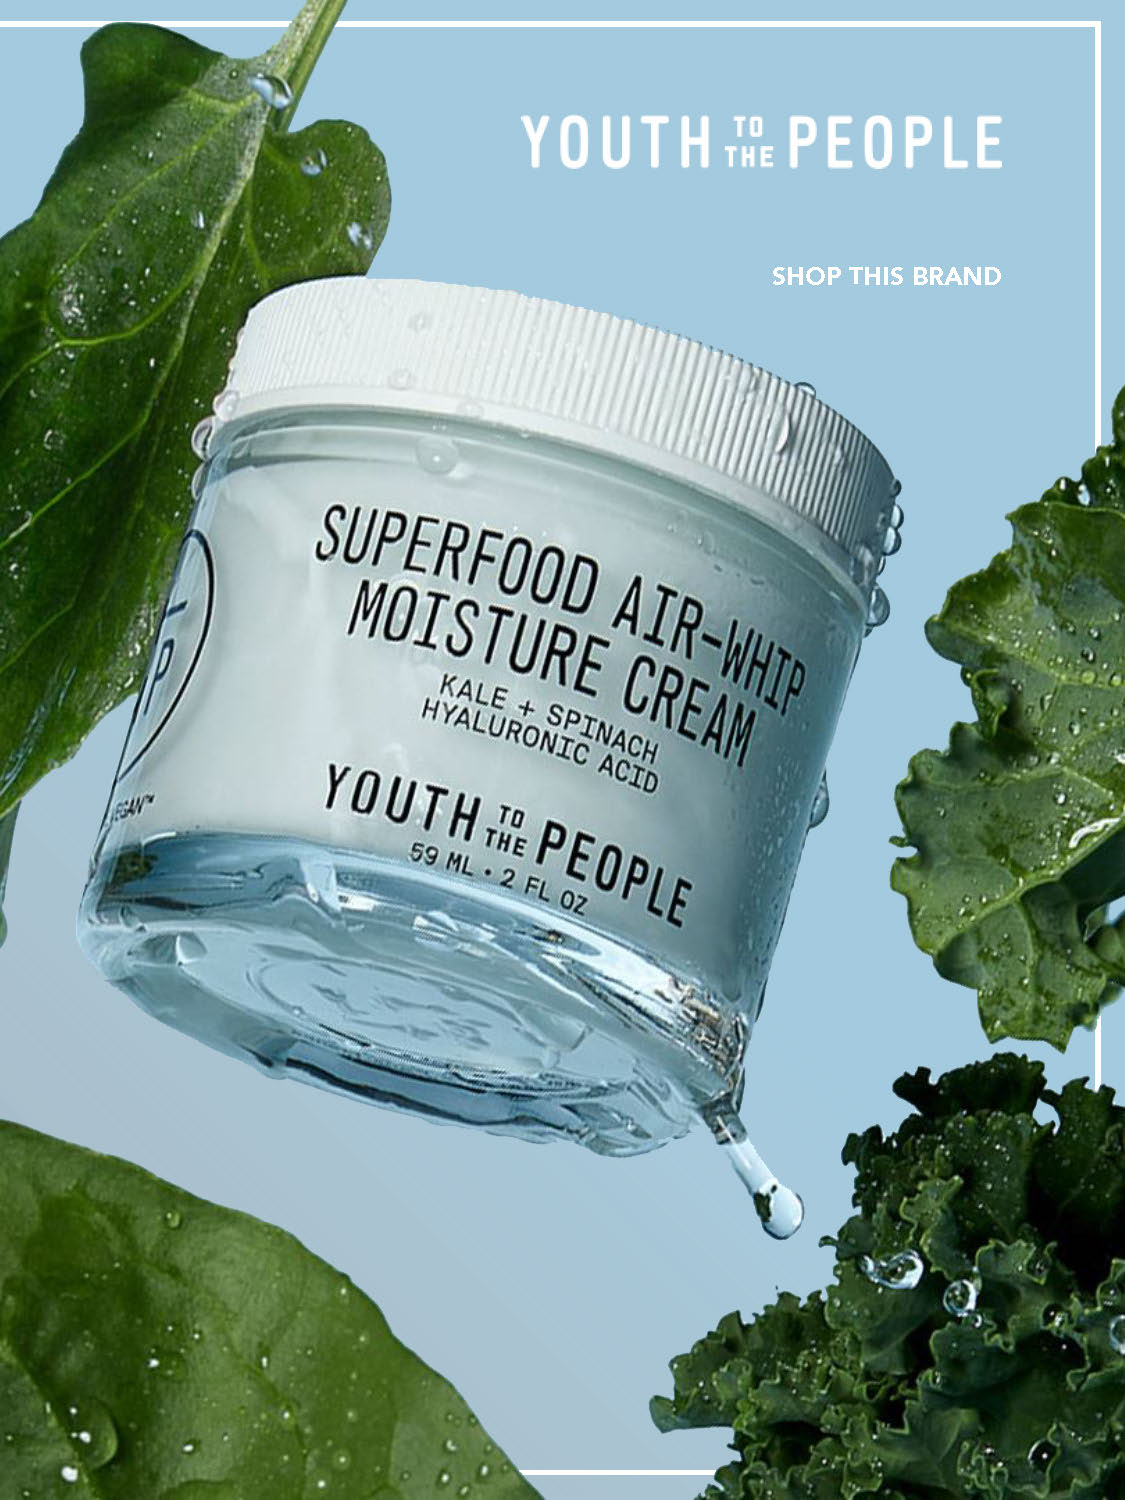 YOUTH TO THE PEOPLE
SHOP THIS BRAND
SUPERFOOD AIR-WHIP
MOISTURE CREAM
KALE + SPINACH
HYALURONIC ACID
YOUTH TO THE PEOPLE
59 ML • 2 FL OZ